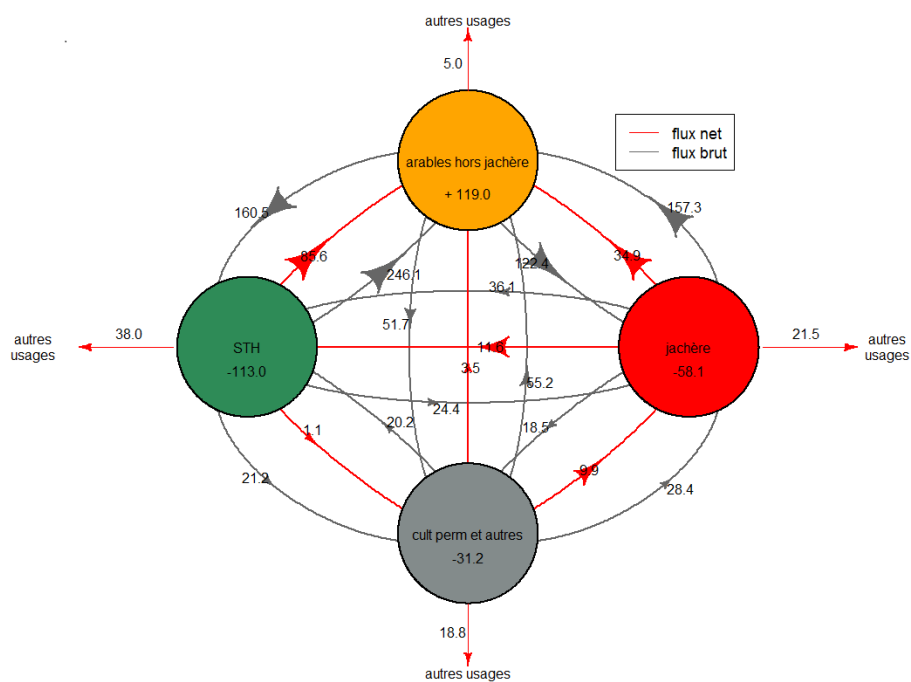 autres usages
5.0
flux net
flux brut
arables hors jachère
+ 119.0
160.5
157.3
85.6
34.9
246.1
122.4
36.1
51.7
autres
usages
38.0
STH
-113.0
11.6
3.5
jachère
-58.1
21.5
autres
usages
55.2
24.4
20.2
18.5
1.1
9.9
21.2
28.4
cult perm et autres
-31.2
18.8
autres usages